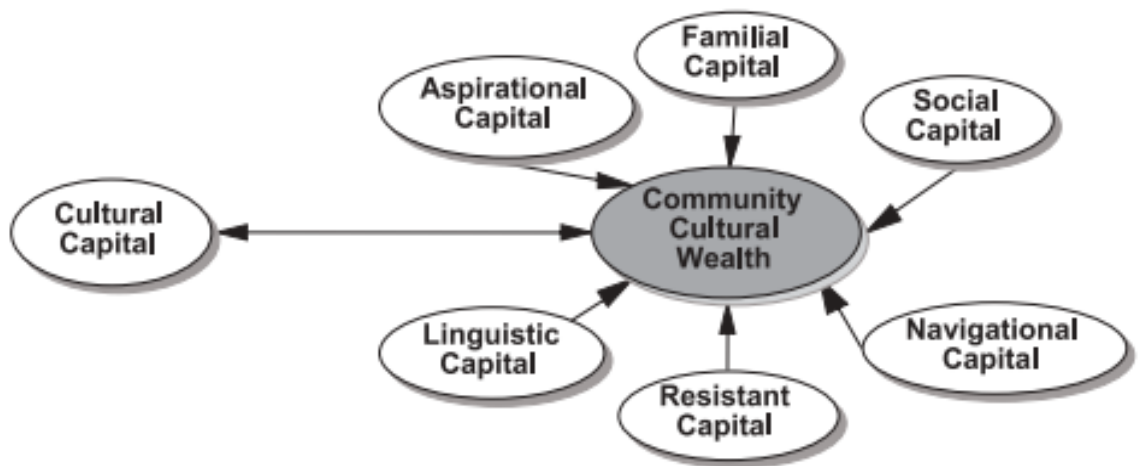 Familial
Capital
Aspirational
Capital
Social
Capital
Cultural
Capital
Community
Cultural
Wealth
Linguistic
Capital
Navigational
Capital
Resistant
Capital